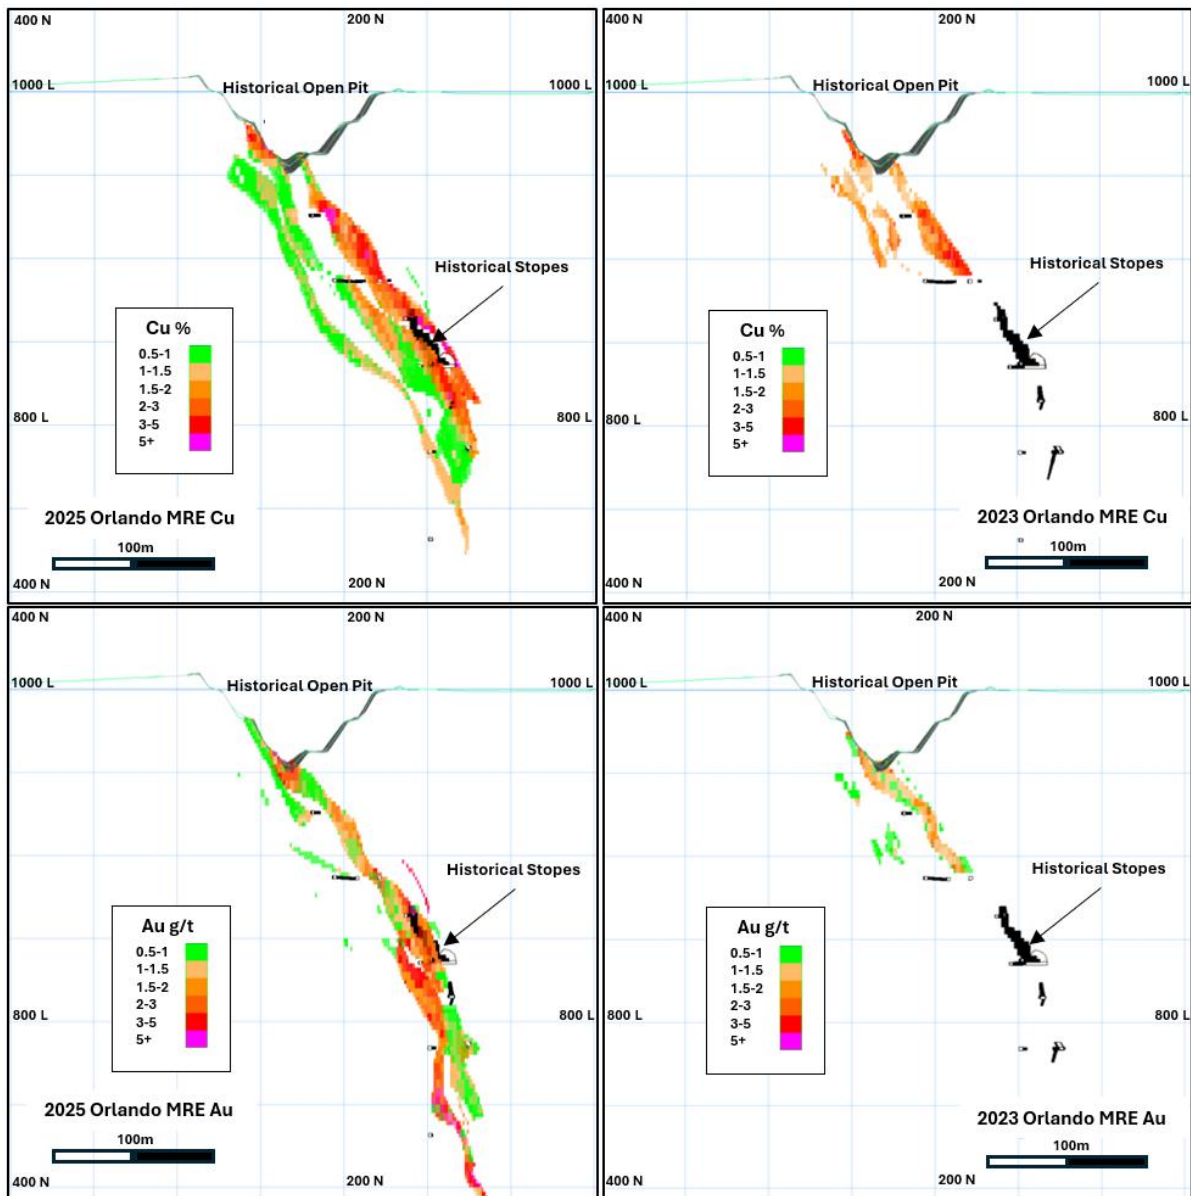 400 N
200 N
1000 L
Historical Open Pit
1000 L
Historical Stopes
Cu %
0.5-1
1-1.5
1.5-2
2-3
3-5
5+
800 L
800 L
2025 Orlando MRE Cu
100m
400 N
200 N
400 N
200 N
1000 L
Historical Open Pit
1000 L
Historical Stopes
Cu %
0.5-1
1-1.5
1.5-2
2-3
3-5
5+
800 L
800 L
2023 Orlando MRE Cu
100m
400 N
200 N
400 N
200 N
1000 L
Historical Open Pit
1000 L
Historical Stopes
Au g/t
0.5-1
1-1.5
1.5-2
2-3
3-5
5+
800 L
800 L
2025 Orlando MRE Au
100m
400 N
200 N
400 N
200 N
1000 L
Historical Open Pit
1000 L
Historical Stopes
Au g/t
0.5-1
1-1.5
1.5-2
2-3
3-5
5+
800 L
800 L
2023 Orlando MRE Au
100m
400 N
200 N